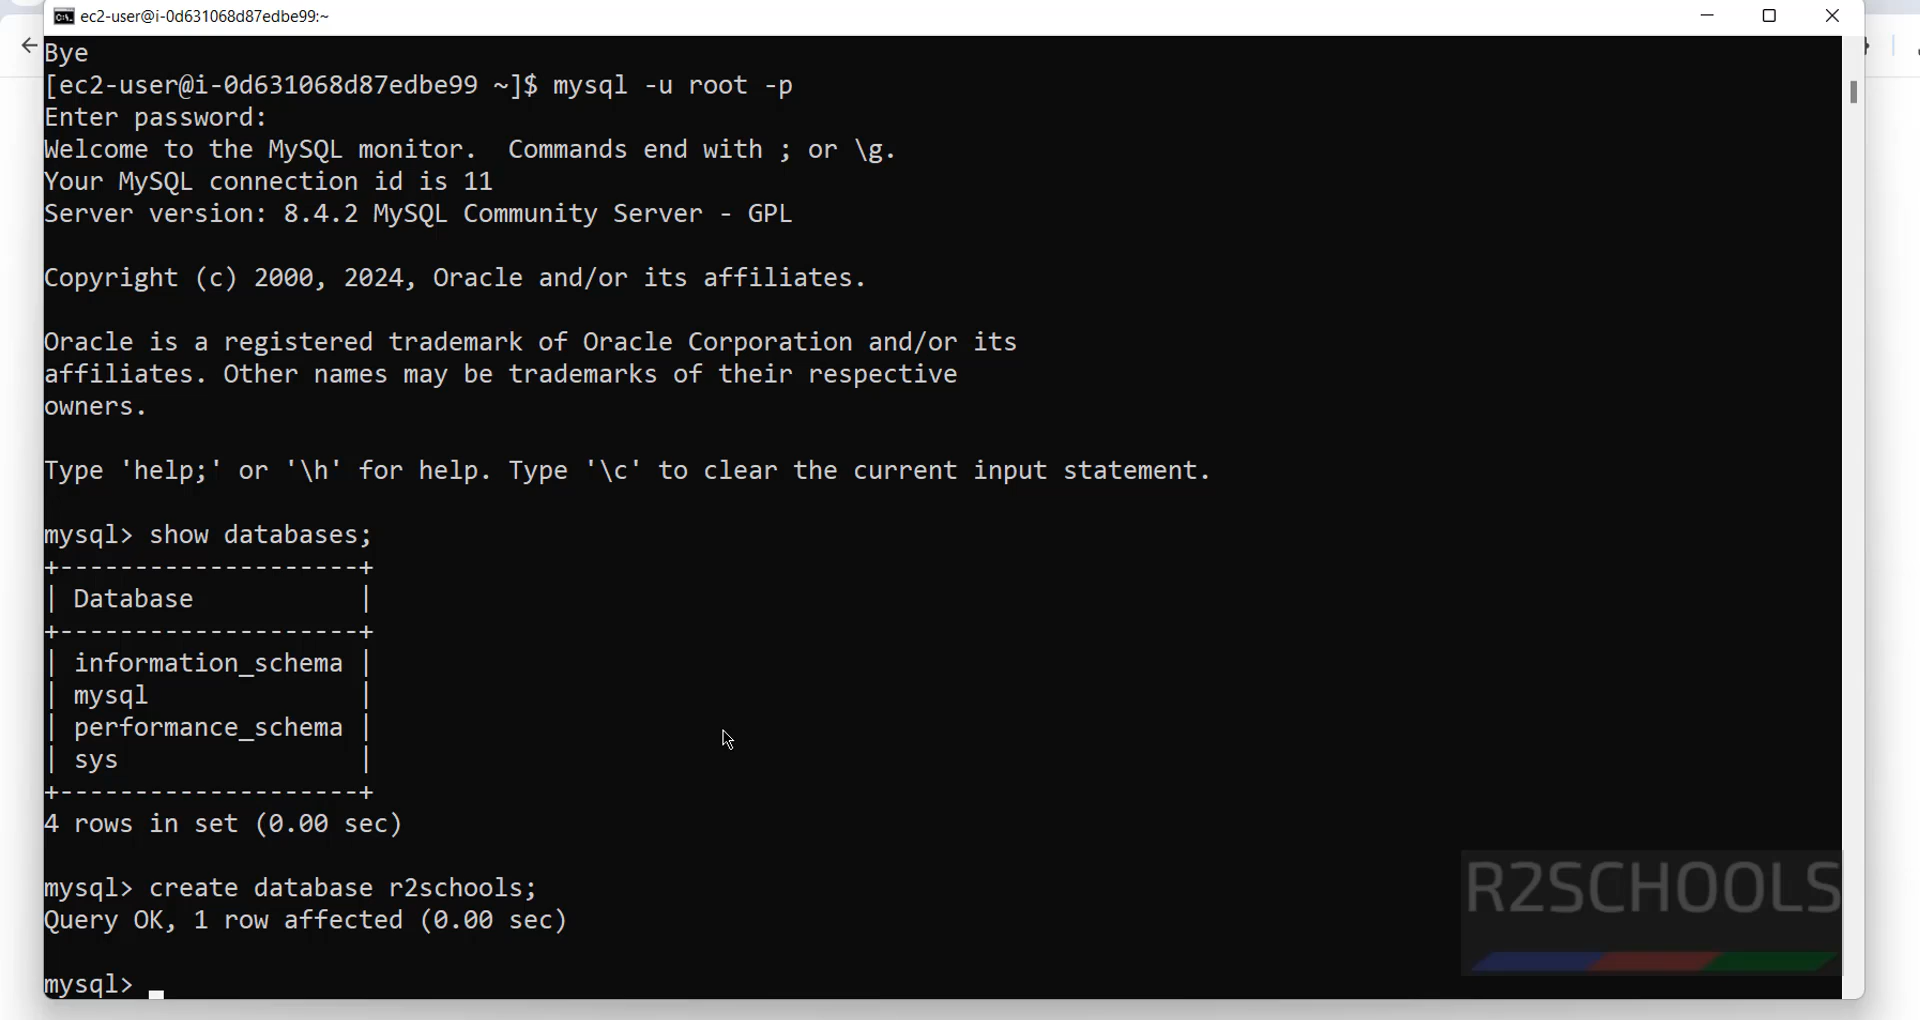 ec2-user@i-0d631068d87edbe99:~
Bye
[ec2-user@i-0d631068d87edbe99 ~]$ mysql -u root -p
Enter password:
Welcome to the MySQL monitor.  Commands end with ; or \g.
Your MySQL connection id is 11
Server version: 8.4.2 MySQL Community Server - GPL
Copyright (c) 2000, 2024, Oracle and/or its affiliates.
Oracle is a registered trademark of Oracle Corporation and/or its
affiliates. Other names may be trademarks of their respective
owners.
Type 'help;' or '\h' for help. Type '\c' to clear the current input statement.
mysql> show databases;
+--------------------+
| Database           |
+--------------------+
| information_schema |
| mysql              |
| performance_schema |
| sys                |
+--------------------+
4 rows in set (0.00 sec)
mysql> create database r2schools;
Query OK, 1 row affected (0.00 sec)
mysql>
R2SCHOOLS